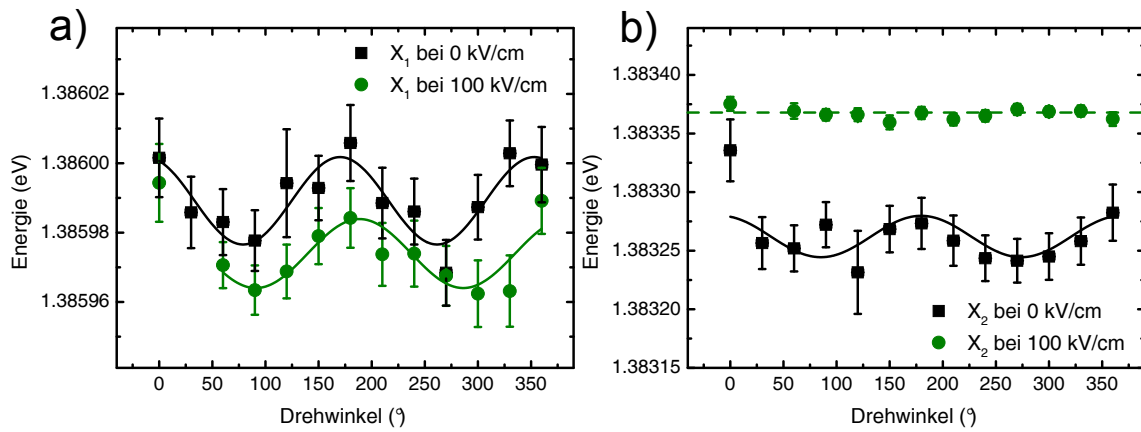 a)
X₁ bei 0 kV/cm
X₁ bei 100 kV/cm
1.38602
1.38600
1.38598
1.38596
Energie (eV)
0 50 100 150 200 250 300 350
Drehwinkel (°)
b)
1.38340
1.38335
1.38330
1.38325
1.38320
1.38315
Energie (eV)
X₂ bei 0 kV/cm
X₂ bei 100 kV/cm
0 50 100 150 200 250 300 350
Drehwinkel (°)